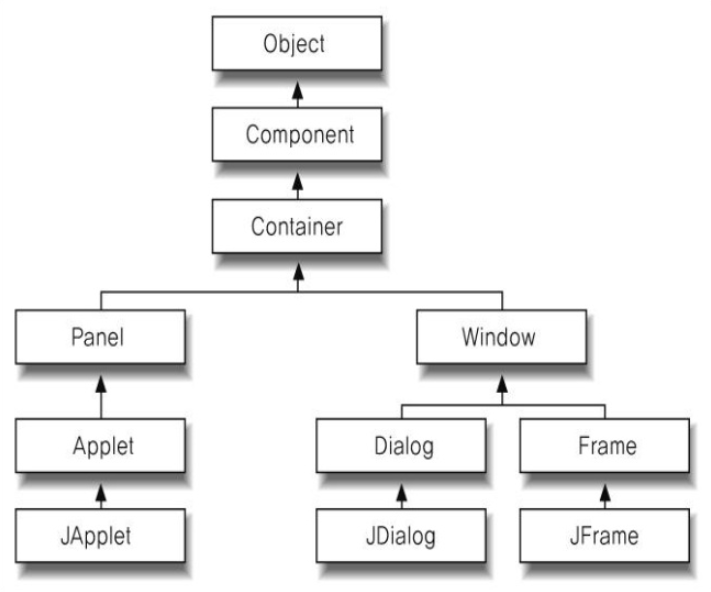 Object
Component
Container
Panel
Window
Applet
Dialog
Frame
JApplet
JDialog
JFrame